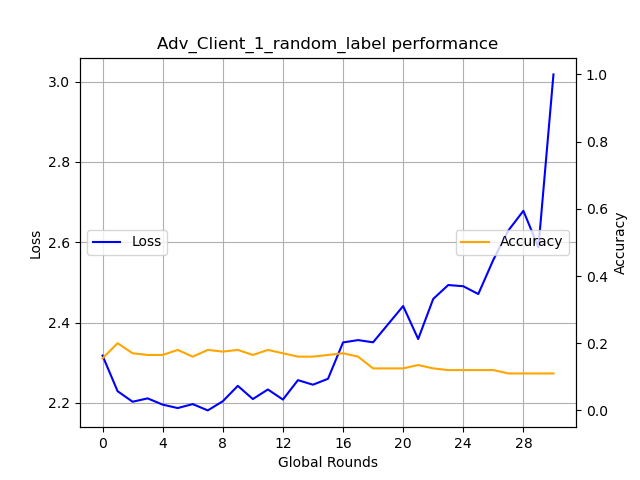 Adv_Client_1_random_label performance
3.0
2.8
2.6
2.4
2.2
Loss
Loss
Accuracy
1.0
0.8
0.6
0.4
0.2
0.0
Accuracy
0 4 8 12 16 20 24 28
Global Rounds